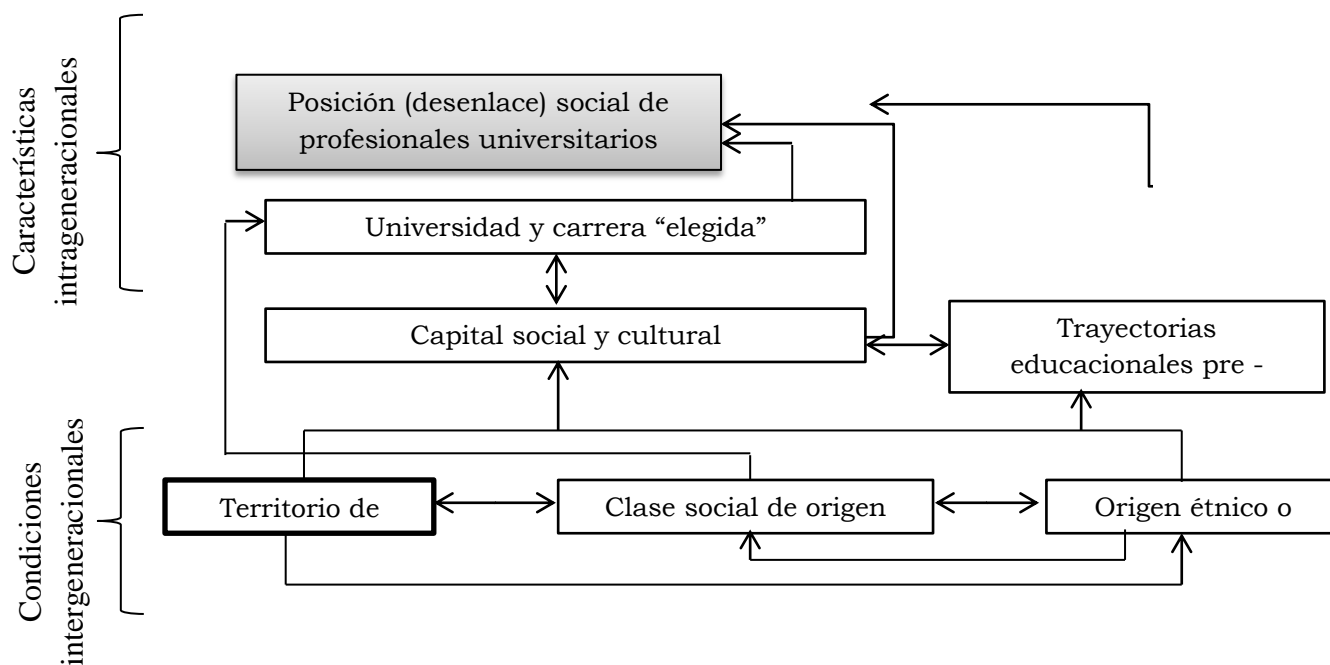 Características
intrageneracionales
Posición (desenlace) social de
profesionales universitarios
Universidad y carrera “elegida”
Capital social y cultural
Trayectorias
educacionales pre -
Condiciones
intergeneracionales
Territorio de
Clase social de origen
Origen étnico o